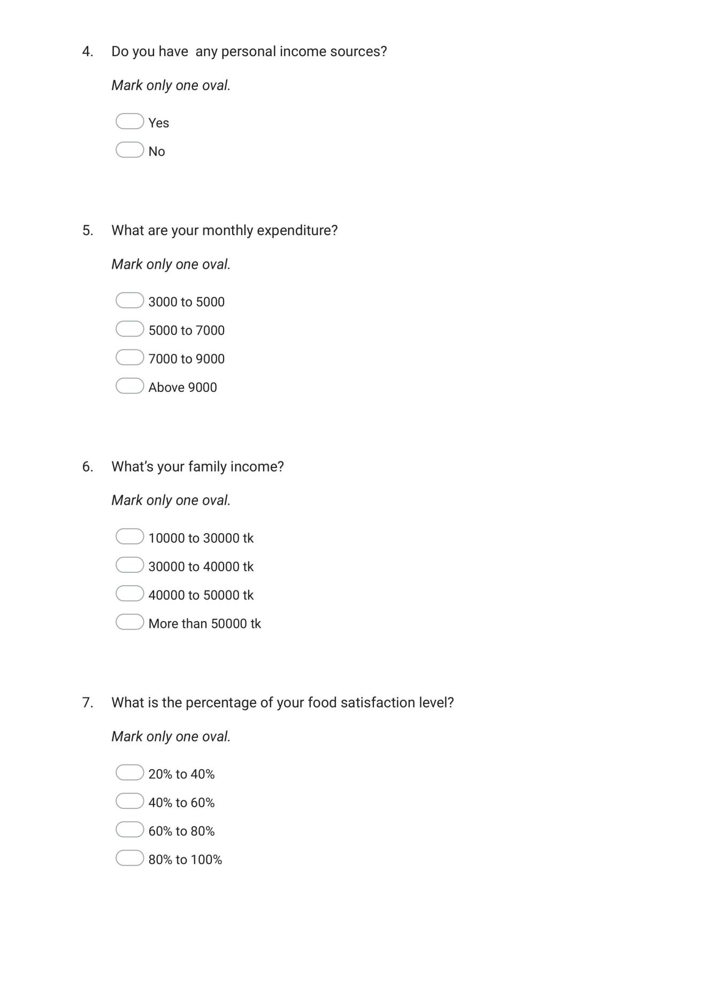 4. Do you have  any personal income sources?
Mark only one oval.
Yes
No
5. What are your monthly expenditure?
Mark only one oval.
3000 to 5000
5000 to 7000
7000 to 9000
Above 9000
6. What’s your family income?
Mark only one oval.
10000 to 30000 tk
30000 to 40000 tk
40000 to 50000 tk
More than 50000 tk
7. What is the percentage of your food satisfaction level?
Mark only one oval.
20% to 40%
40% to 60%
60% to 80%
80% to 100%